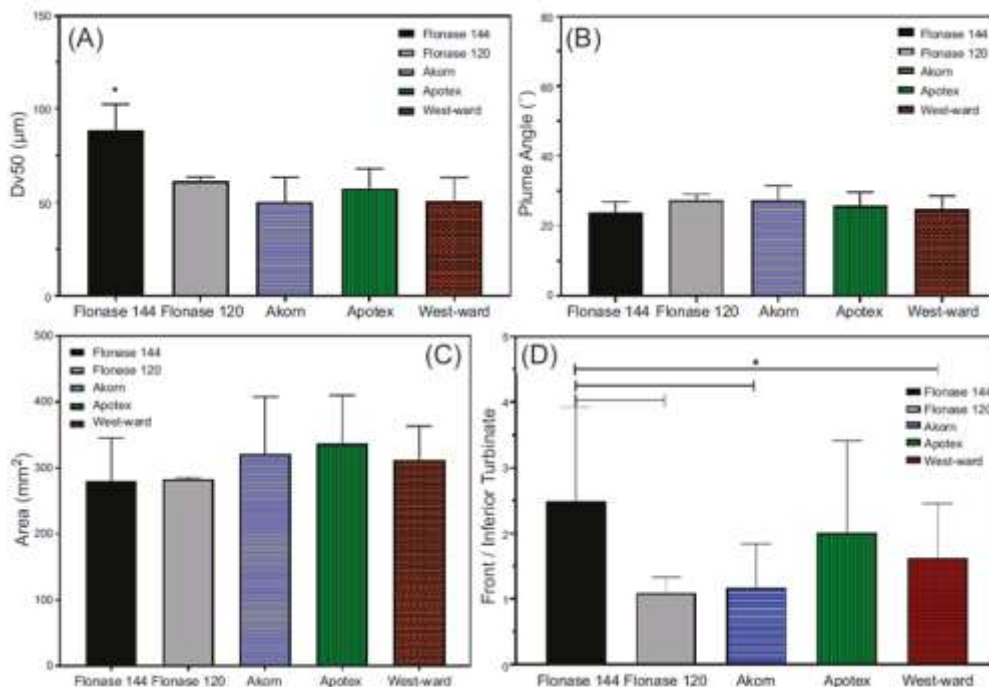 (A)
Dv50 (µm)
150
100
50
0
*
Flonase 144
Flonase 120
Akorn
Apotex
West-ward
Flonase 144 Flonase 120 Akorn Apotex West-ward
(B)
Plume Angle (°)
80
60
40
20
0
Flonase 144
Flonase 120
Akorn
Apotex
West-ward
Flonase 144 Flonase 120 Akorn Apotex West-ward
(C)
Area (mm²)
500
400
300
200
100
0
Flonase 144
Flonase 120
Akorn
Apotex
West-ward
Flonase 144 Flonase 120 Akorn Apotex West-ward
(D)
Front / Inferior Turbinate
5
4
3
2
1
0
*
Flonase 144
Flonase 120
Akorn
Apotex
West-ward
Flonase 144 Flonase 120 Akorn Apotex West-ward